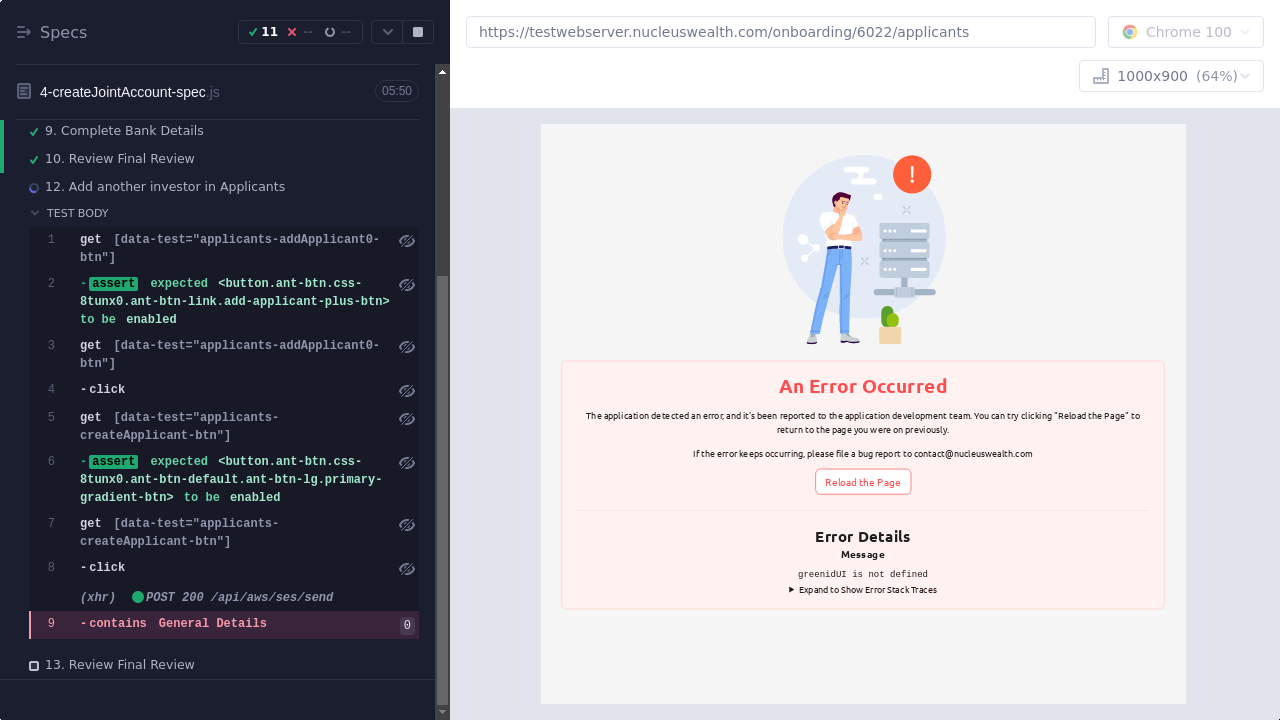 Specs
11
--
--
https://testwebserver.nucleuswealth.com/onboarding/6022/applicants
Chrome 100
1000x900 (64%)
4-createJointAccount-spec.js
05:50
9. Complete Bank Details
10. Review Final Review
12. Add another investor in Applicants
TEST BODY
1 get [data-test="applicants-addApplicant0-
btn"]
2 -assert expected <button.ant-btn.css-
8tunx0.ant-btn-link.add-applicant-plus-btn>
to be enabled
3 get [data-test="applicants-addApplicant0-
btn"]
4 -click
5 get [data-test="applicants-
createApplicant-btn"]
6 -assert expected <button.ant-btn.css-
8tunx0.ant-btn-default.ant-btn-lg.primary-
gradient-btn> to be enabled
7 get [data-test="applicants-
createApplicant-btn"]
8 -click
(xhr) POST 200 /api/aws/ses/send
9 -contains General Details 0
13. Review Final Review
!
An Error Occurred
The application detected an error, and it's been reported to the application development team. You can try clicking "Reload the Page" to
return to the page you were on previously.
If the error keeps occurring, please file a bug report to contact@nucleuswealth.com
Reload the Page
Error Details
Message
greenidUI is not defined
Expand to Show Error Stack Traces